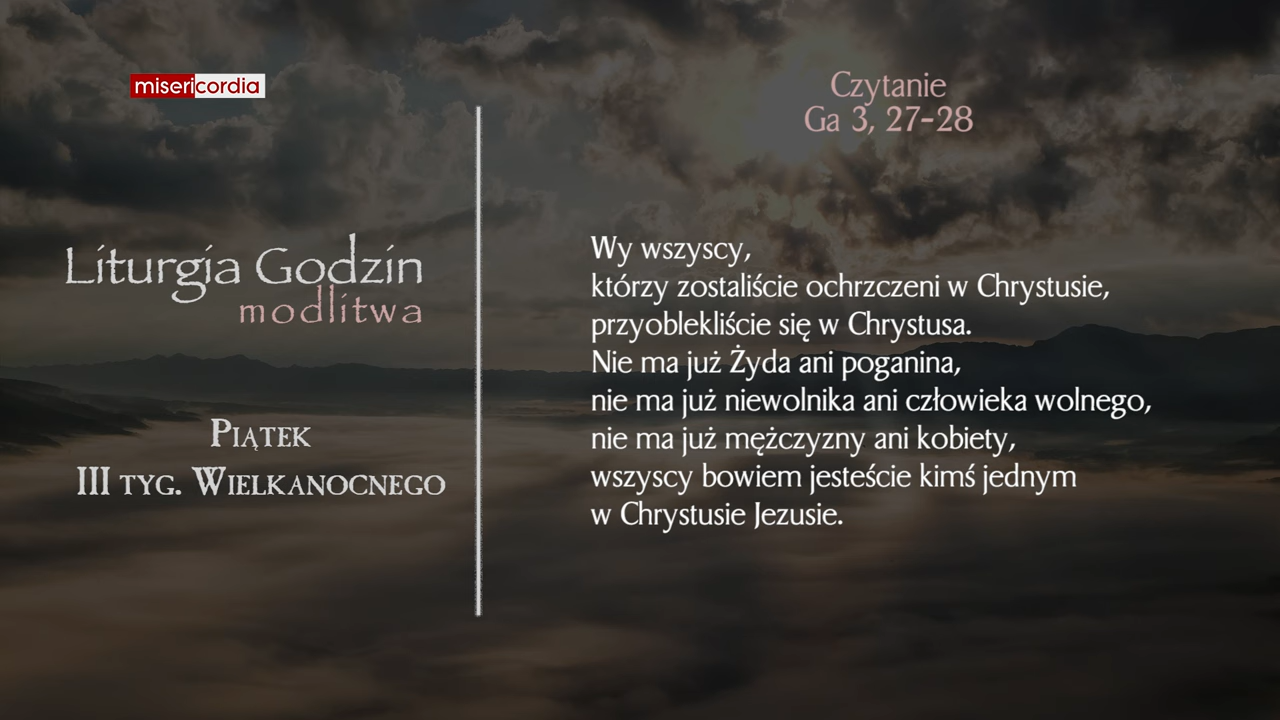 misericordia
Liturgia Godzin
modlitwa
Piątek
III tyg. Wielkanocnego
Czytanie
Ga 3, 27-28
Wy wszyscy,
którzy zostaliście ochrzczeni w Chrystusie,
przyoblekliście się w Chrystusa.
Nie ma już Żyda ani poganina,
nie ma już niewolnika ani człowieka wolnego,
nie ma już mężczyzny ani kobiety,
wszyscy bowiem jesteście kimś jednym
w Chrystusie Jezusie.